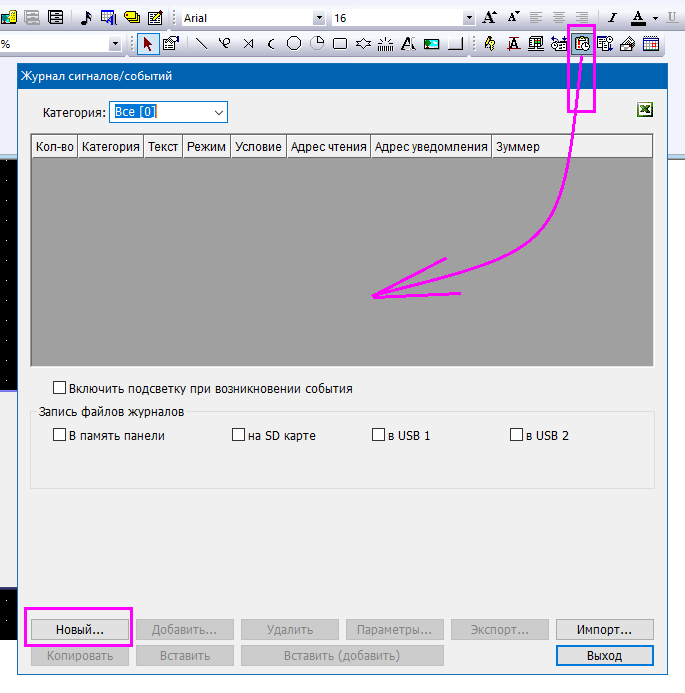 Arial 16
%
Журнал сигналов/событий
Категория: Все [0]
Кол-во Категория Текст Режим Условие Адрес чтения Адрес уведомления Зуммер
Включить подсветку при возникновении события
Запись файлов журналов
В память панели на SD карте в USB 1 в USB 2
Новый... Добавить... Удалить Параметры... Экспорт... Импорт...
Копировать Вставить Вставить (добавить) Выход